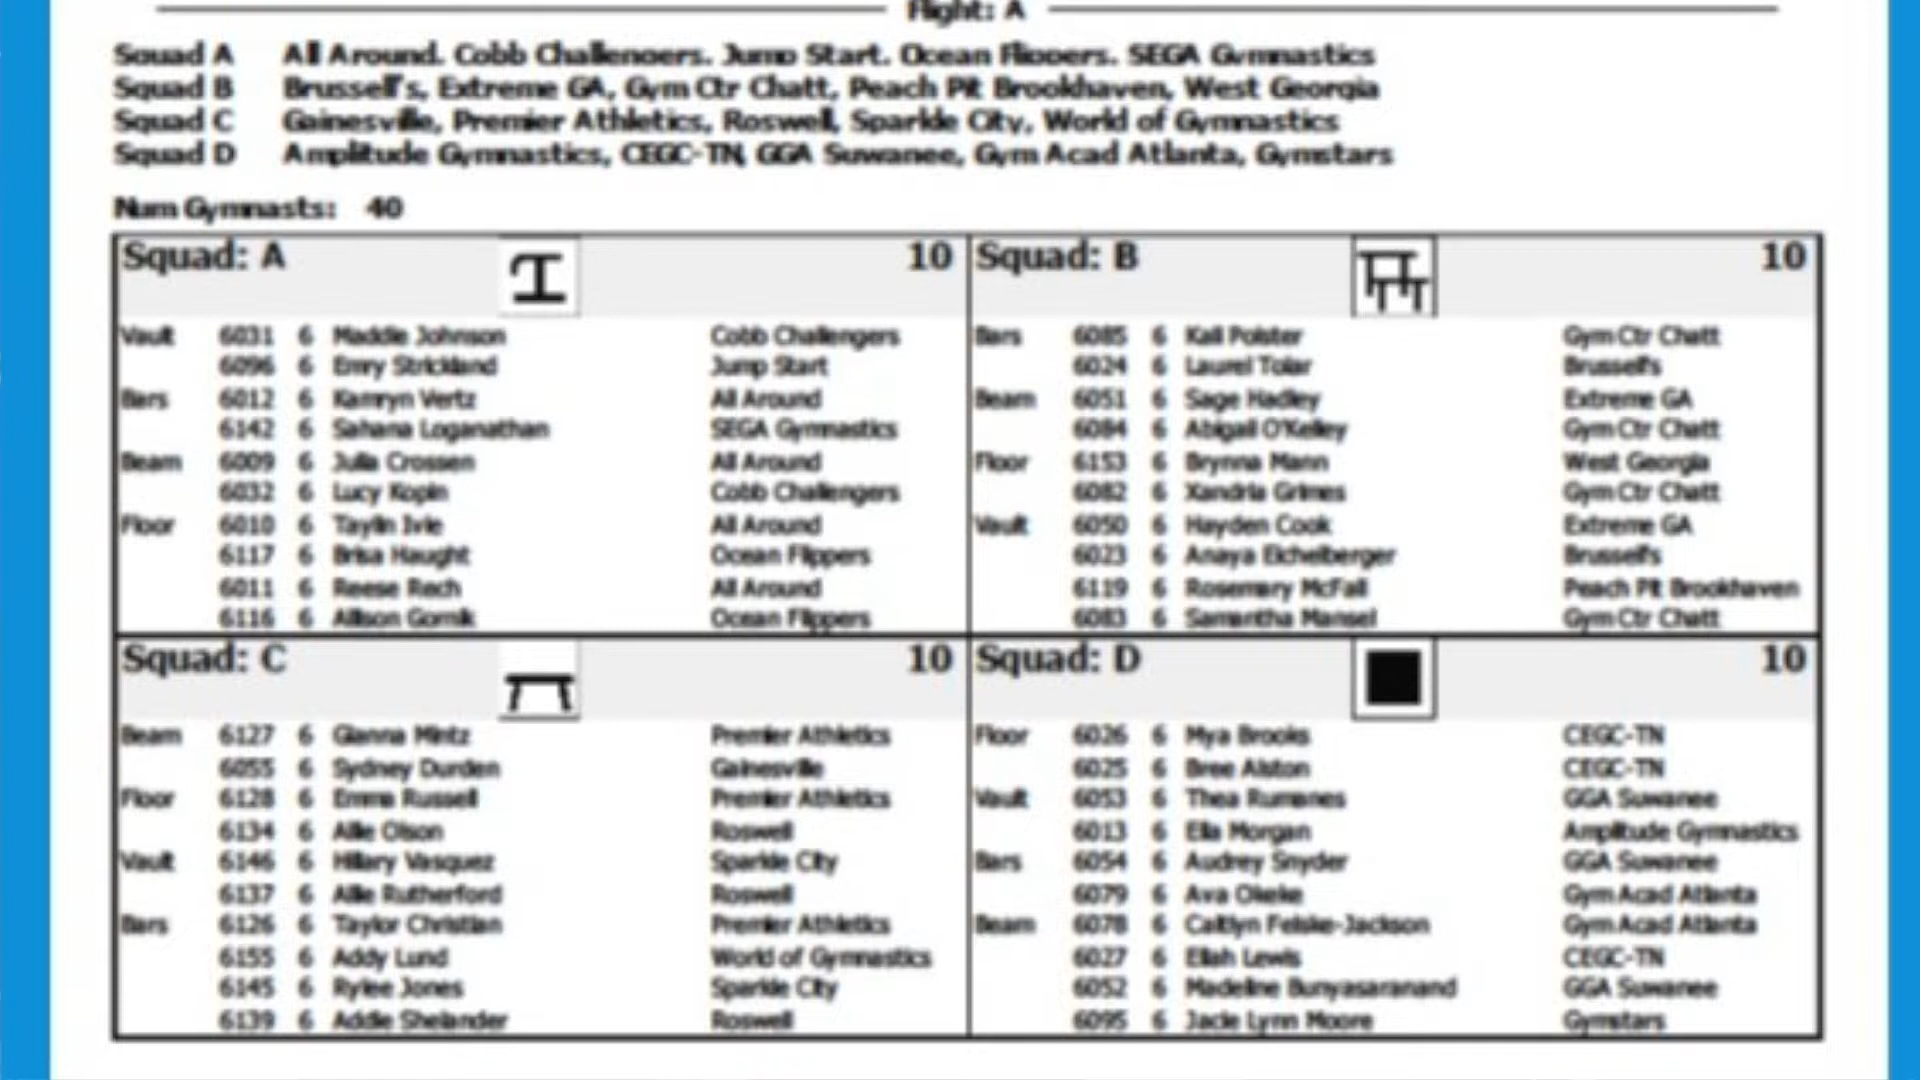 Flight: A
Squad A All Around, Cobb Challengers, Jump Start, Ocean Flippers, SEGA Gymnastics
Squad B Brussell's, Extreme GA, Gym Ctr Chatt, Peach Pit Brookhaven, West Georgia
Squad C Gainesville, Premier Athletics, Roswell, Sparkle City, World of Gymnastics
Squad D Amplitude Gymnastics, CEGC-TN, GGA Suwanee, Gym Acad Atlanta, Gymstars
Num Gymnasts: 40
Squad: A 10
Vault 6031 6 Maddie Johnson Cobb Challengers
6096 6 Emry Strickland Jump Start
Bars 6012 6 Kamryn Vertz All Around
6142 6 Sahana Loganathan SEGA Gymnastics
Beam 6009 6 Julia Crossen All Around
6032 6 Lucy Kopin Cobb Challengers
Floor 6010 6 Taylin Ivie All Around
6117 6 Brisa Haught Ocean Flippers
6011 6 Reese Rech All Around
6116 6 Allison Gornik Ocean Flippers
Squad: B 10
Bars 6085 6 Kali Polster Gym Ctr Chatt
6024 6 Laurel Tolar Brussell's
Beam 6051 6 Sage Hadley Extreme GA
6084 6 Abigail O'Kelley Gym Ctr Chatt
Floor 6153 6 Brynna Mann West Georgia
6082 6 Xandria Grimes Gym Ctr Chatt
Vault 6050 6 Hayden Cook Extreme GA
6023 6 Anaya Eichelberger Brussell's
6119 6 Rosemary McFall Peach Pit Brookhaven
6083 6 Samantha Mansel Gym Ctr Chatt
Squad: C 10
Beam 6127 6 Gianna Mintz Premier Athletics
6055 6 Sydney Durden Gainesville
Floor 6128 6 Emma Russell Premier Athletics
6134 6 Allie Olson Roswell
Vault 6146 6 Hillary Vasquez Sparkle City
6137 6 Allie Rutherford Roswell
Bars 6126 6 Taylor Christian Premier Athletics
6155 6 Addy Lund World of Gymnastics
6145 6 Rylee Jones Sparkle City
6139 6 Addie Shelander Roswell
Squad: D 10
Floor 6026 6 Mya Brooks CEGC-TN
6025 6 Bree Alston CEGC-TN
Vault 6053 6 Thea Rumanes GGA Suwanee
6013 6 Ella Morgan Amplitude Gymnastics
Bars 6054 6 Audrey Snyder GGA Suwanee
6079 6 Ava Okeke Gym Acad Atlanta
Beam 6078 6 Caitlyn Felske-Jackson Gym Acad Atlanta
6027 6 Ellah Lewis CEGC-TN
6052 6 Madeline Bunyasaranand GGA Suwanee
6095 6 Jacie Lynn Moore Gymstars